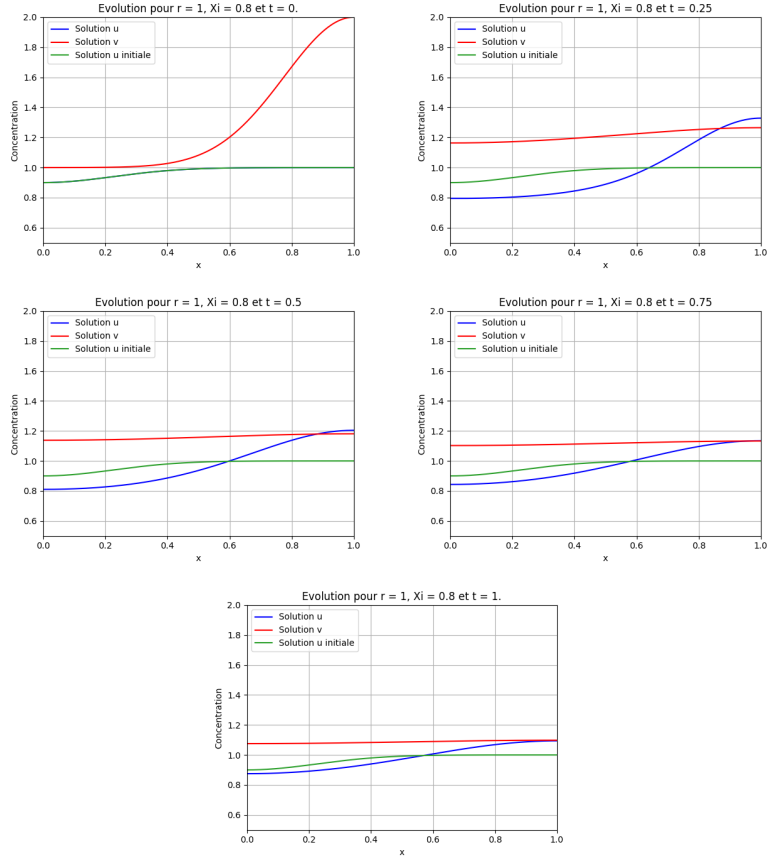 Evolution pour r = 1, Xi = 0.8 et t = 0.
2.0
1.8
1.6
1.4
1.2
1.0
0.8
0.6
Concentration
Solution u
Solution v
Solution u initiale
0.0 0.2 0.4 0.6 0.8 1.0
x
Evolution pour r = 1, Xi = 0.8 et t = 0.25
2.0
1.8
1.6
1.4
1.2
1.0
0.8
0.6
Concentration
Solution u
Solution v
Solution u initiale
0.0 0.2 0.4 0.6 0.8 1.0
x
Evolution pour r = 1, Xi = 0.8 et t = 0.5
2.0
1.8
1.6
1.4
1.2
1.0
0.8
0.6
Concentration
Solution u
Solution v
Solution u initiale
0.0 0.2 0.4 0.6 0.8 1.0
x
Evolution pour r = 1, Xi = 0.8 et t = 0.75
2.0
1.8
1.6
1.4
1.2
1.0
0.8
0.6
Concentration
Solution u
Solution v
Solution u initiale
0.0 0.2 0.4 0.6 0.8 1.0
x
Evolution pour r = 1, Xi = 0.8 et t = 1.
2.0
1.8
1.6
1.4
1.2
1.0
0.8
0.6
Concentration
Solution u
Solution v
Solution u initiale
0.0 0.2 0.4 0.6 0.8 1.0
x